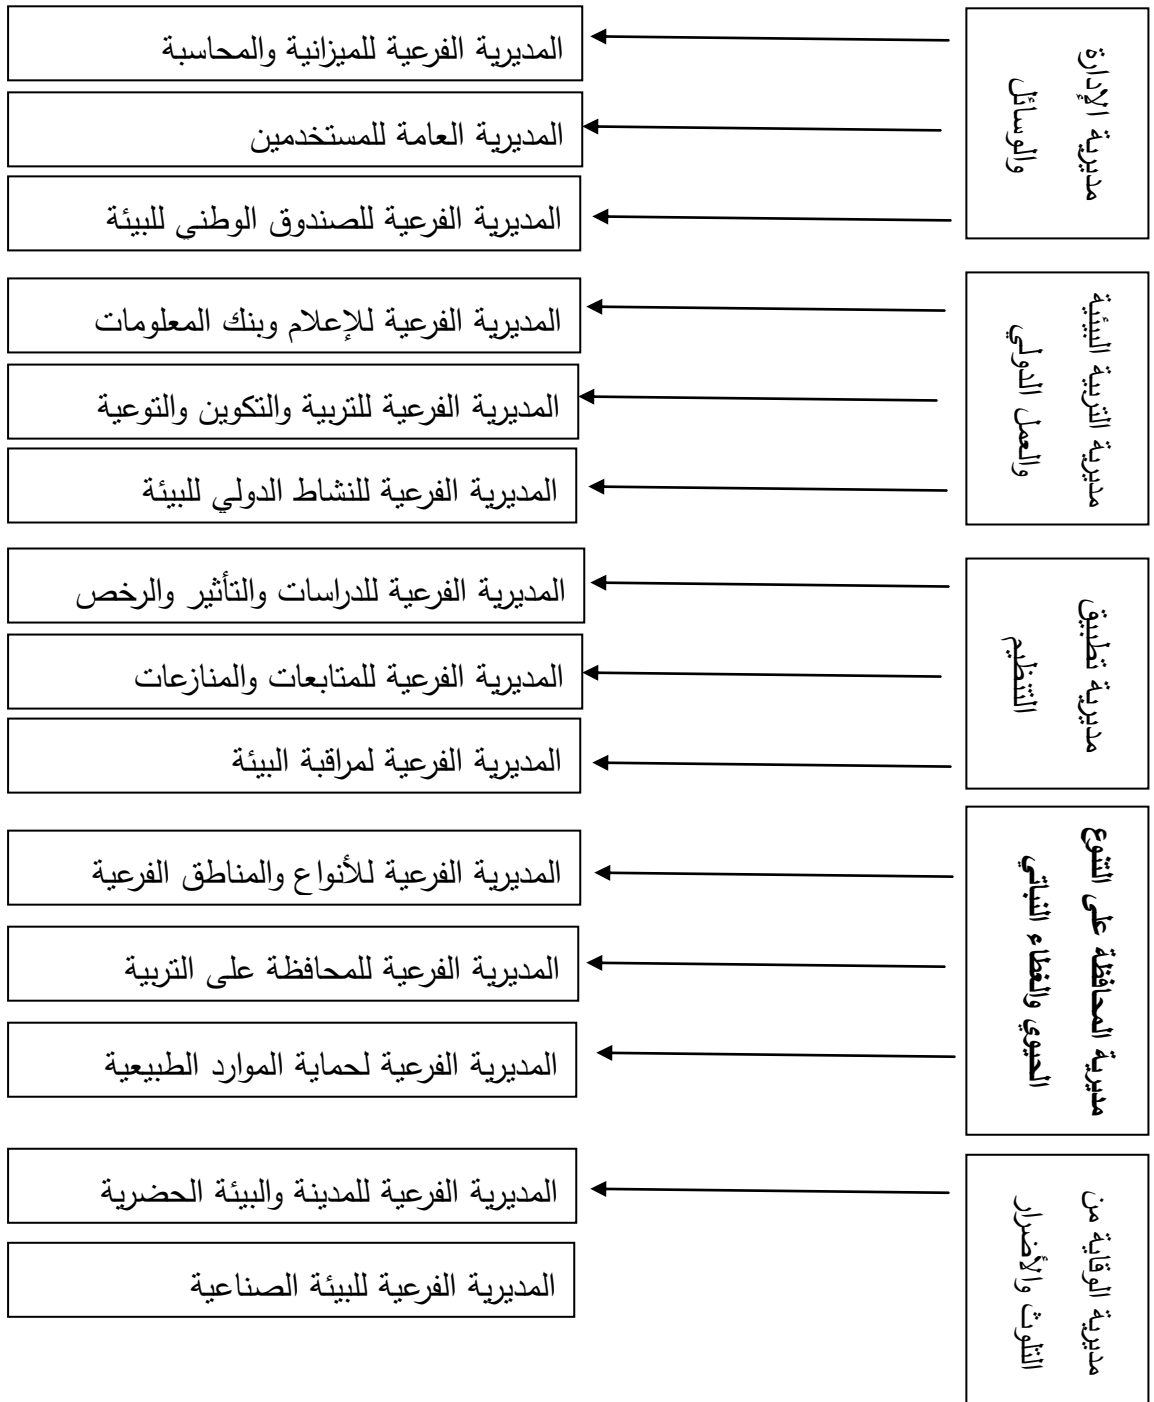 مديرية الإدارة
والوسائل
المديرية الفرعية للميزانية والمحاسبة
المديرية العامة للمستخدمين
المديرية الفرعية للصندوق الوطني للبيئة
مديرية التربية البيئية
والعمل الدولي
المديرية الفرعية للإعلام وبنك المعلومات
المديرية الفرعية للتربية والتكوين والتوعية
المديرية الفرعية للنشاط الدولي للبيئة
مديرية تطبيق
التنظيم
المديرية الفرعية للدراسات والتأثير والرخص
المديرية الفرعية للمتابعات والمنازعات
المديرية الفرعية لمراقبة البيئة
مديرية المحافظة على التنوع
الحيوي والغطاء النباتي
المديرية الفرعية للأنواع والمناطق الفرعية
المديرية الفرعية للمحافظة على التربية
المديرية الفرعية لحماية الموارد الطبيعية
مديرية الوقاية من
التلوث والأضرار
المديرية الفرعية للمدينة والبيئة الحضرية
المديرية الفرعية للبيئة الصناعية